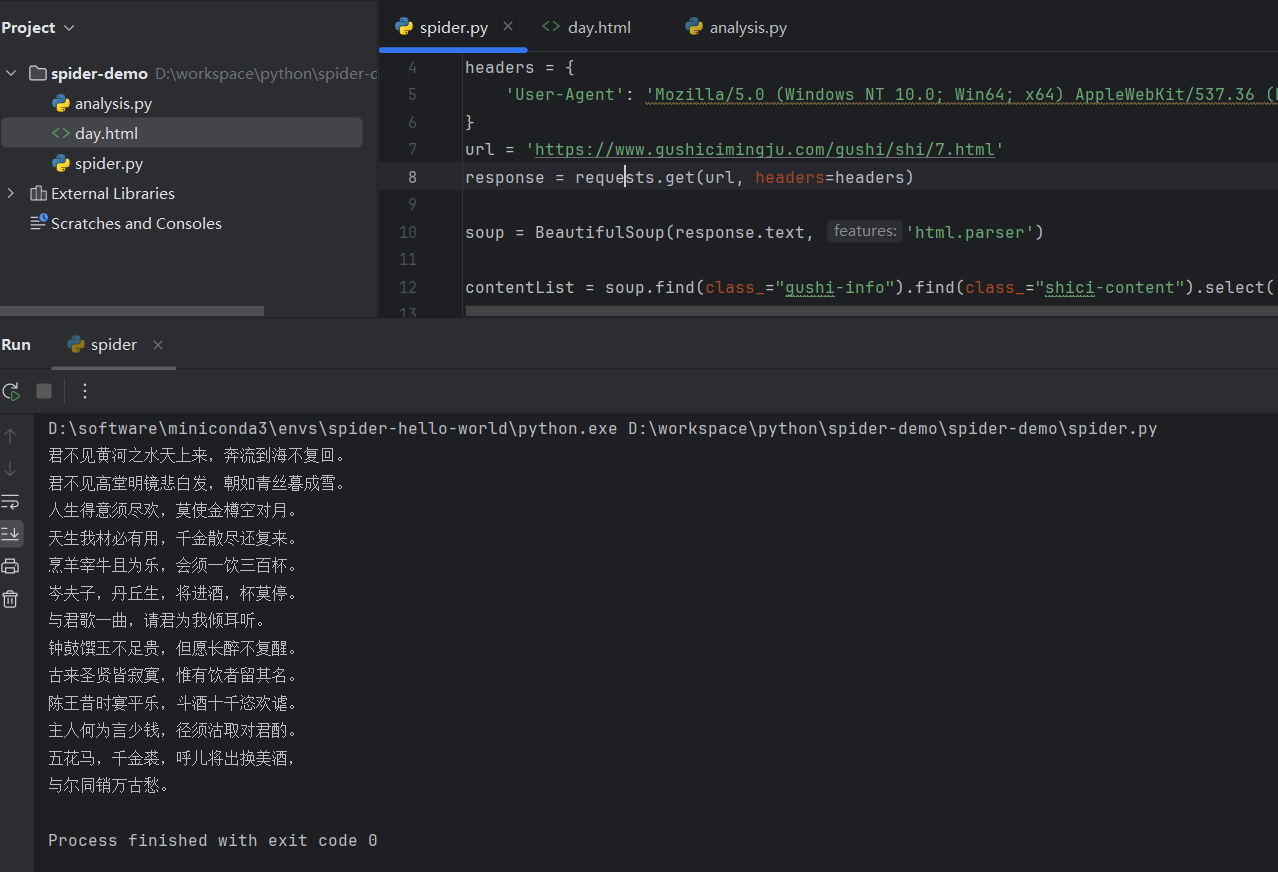 Project
spider.py
day.html
analysis.py
spider-demo D:\workspace\python\spider-d
analysis.py
day.html
spider.py
External Libraries
Scratches and Consoles
4 headers = {
5 'User-Agent': 'Mozilla/5.0 (Windows NT 10.0; Win64; x64) AppleWebKit/537.36 (
6 }
7 url = 'https://www.gushicimingju.com/gushi/shi/7.html'
8 response = requests.get(url, headers=headers)
9
10 soup = BeautifulSoup(response.text, features: 'html.parser')
11
12 contentList = soup.find(class_="gushi-info").find(class_="shici-content").select(
13
Run spider
D:\software\miniconda3\envs\spider-hello-world\python.exe D:\workspace\python\spider-demo\spider-demo\spider.py
君不见黄河之水天上来，奔流到海不复回。
君不见高堂明镜悲白发，朝如青丝暮成雪。
人生得意须尽欢，莫使金樽空对月。
天生我材必有用，千金散尽还复来。
烹羊宰牛且为乐，会须一饮三百杯。
岑夫子，丹丘生，将进酒，杯莫停。
与君歌一曲，请君为我倾耳听。
钟鼓馔玉不足贵，但愿长醉不复醒。
古来圣贤皆寂寞，惟有饮者留其名。
陈王昔时宴平乐，斗酒十千恣欢谑。
主人何为言少钱，径须沽取对君酌。
五花马，千金裘，呼儿将出换美酒，
与尔同销万古愁。
Process finished with exit code 0